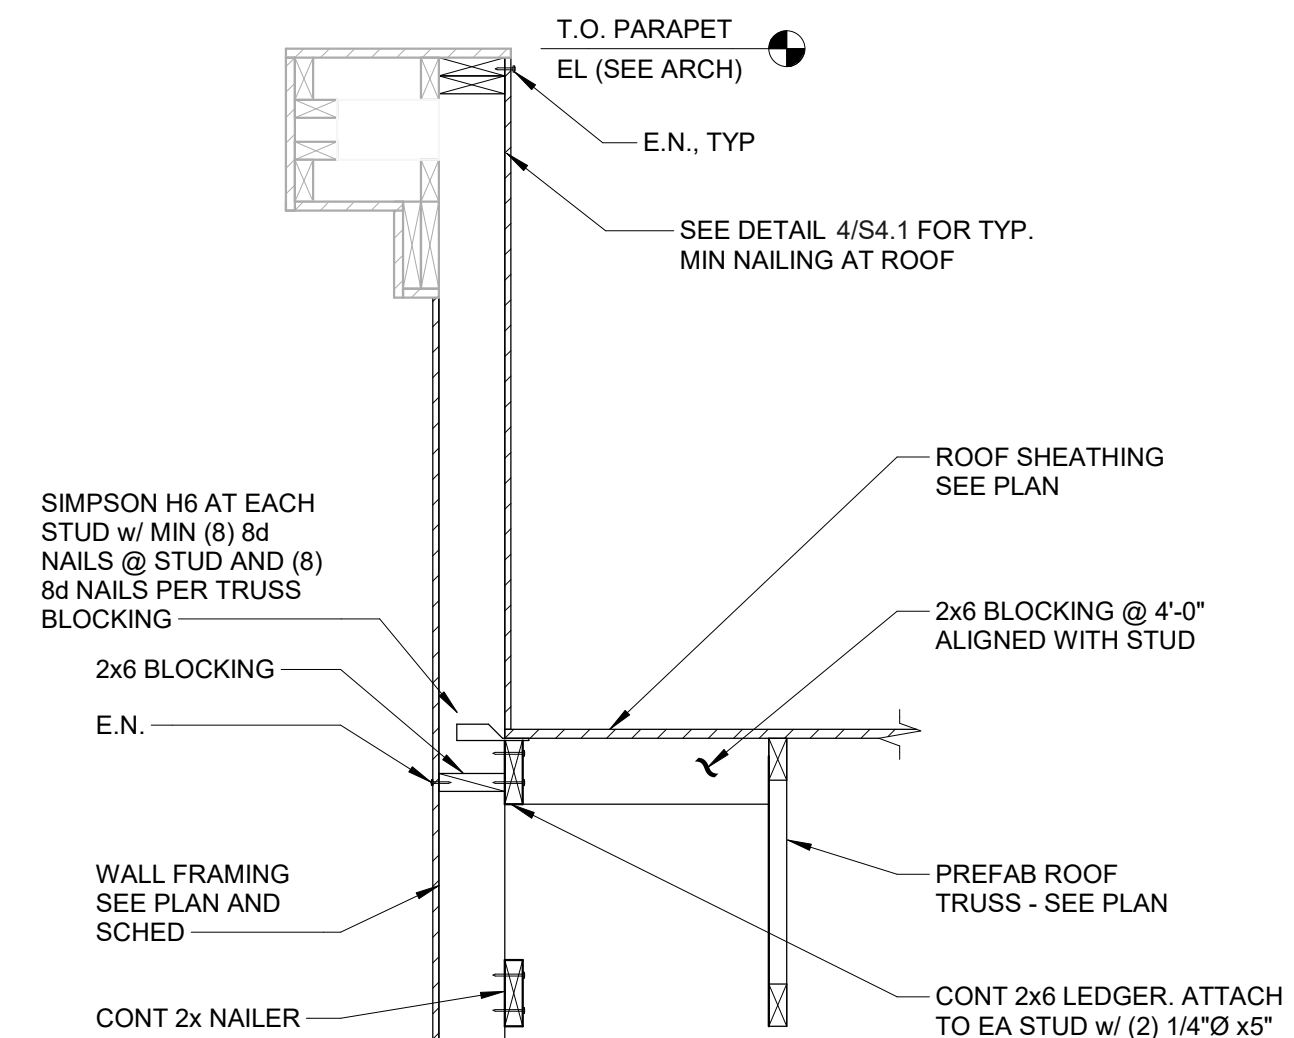 T.O. PARAPET
EL (SEE ARCH)
E.N., TYP
SEE DETAIL 4/S4.1 FOR TYP.
MIN NAILING AT ROOF
ROOF SHEATHING
SEE PLAN
SIMPSON H6 AT EACH
STUD w/ MIN (8) 8d
NAILS @ STUD AND (8)
8d NAILS PER TRUSS
BLOCKING
2x6 BLOCKING @ 4'-0"
ALIGNED WITH STUD
2x6 BLOCKING
E.N.
WALL FRAMING
SEE PLAN AND
SCHED
PREFAB ROOF
TRUSS - SEE PLAN
CONT 2x NAILER
CONT 2x6 LEDGER. ATTACH
TO EA STUD w/ (2) 1/4"Ø x5"